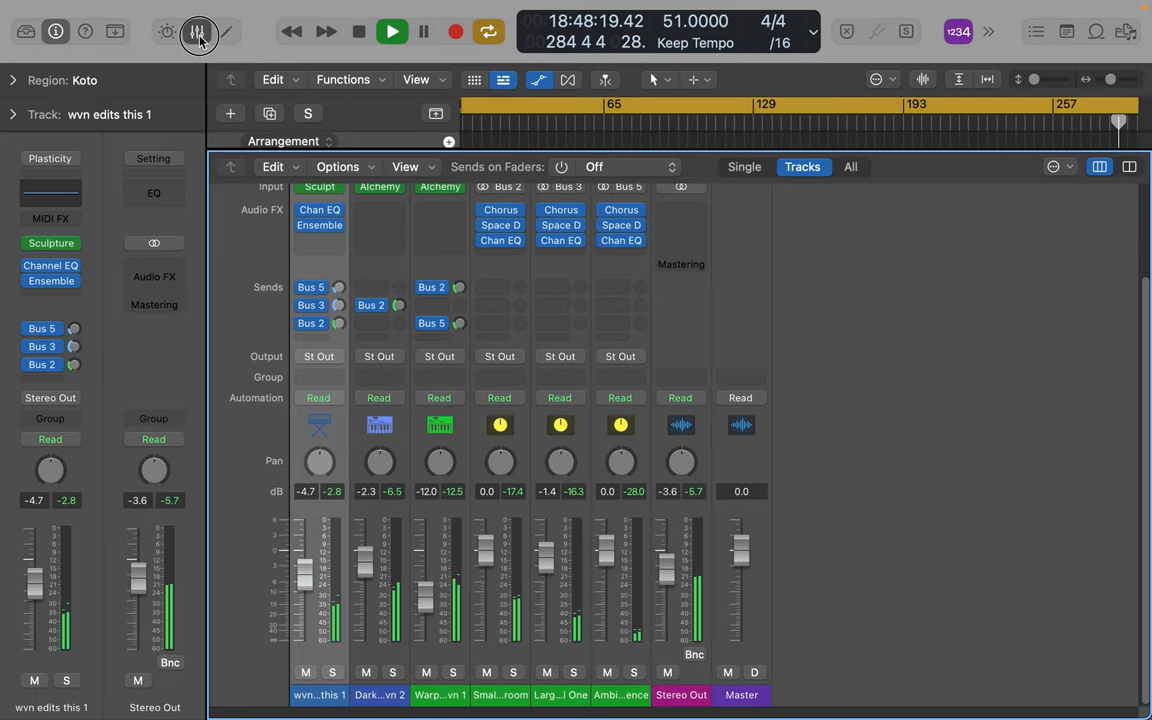 18:48:19.42 51.0000 4/4
00:284 4 4 028. Keep Tempo /16
1234
Region: Koto
Track: wvn edits this 1
Edit Functions View
S
65 129 193 257
Arrangement
Edit Options View Sends on Faders: Off Single Tracks All
Plasticity Setting
EQ
MIDI FX
Sculpture
Channel EQ
Ensemble
Audio FX
Mastering
Bus 5
Bus 3
Bus 2
Stereo Out
Group Group
Read Read
-4.7 -2.8 -3.6 -5.7
Bnc
M S M
wvn edits this 1 Stereo Out
Input Sculpt Alchemy Alchemy Bus 2 Bus 3 Bus 5
Audio FX Chan EQ Chorus Chorus Chorus
Ensemble Space D Space D Space D
Chan EQ Chan EQ Chan EQ
Mastering
Sends Bus 5 Bus 2
Bus 3 Bus 2
Bus 2 Bus 5
Output St Out St Out St Out St Out St Out St Out
Group
Automation Read Read Read Read Read Read Read Read
Pan
dB -4.7 -2.8 -2.3 -6.5 -12.0 -12.5 0.0 -17.4 -1.4 -16.3 0.0 -28.0 -3.6 -5.7 0.0
Bnc
M S M S M S M S M S M S M M D
wvn...this 1 Dark...vn 2 Warp...vn 1 Smal...room Larg...l One Ambi...ence Stereo Out Master